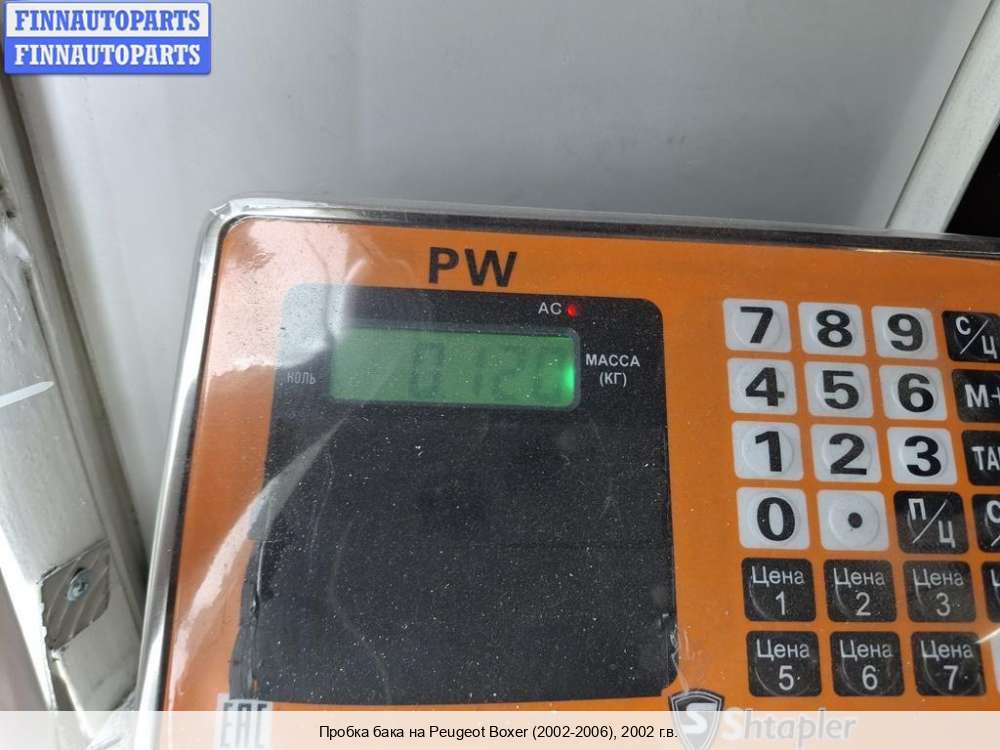 FINNAUTOPARTS
FINNAUTOPARTS
PW
AC
НОЛЬ
0.120
МАССА
(КГ)
7 8 9 С/Ц
4 5 6 М+
1 2 3
0 . П/Ц
Цена 1 Цена 2 Цена 3
Цена 5 Цена 6 Цена 7
EAC
Shtapler
Пробка бака на Peugeot Boxer (2002-2006), 2002 г.в.